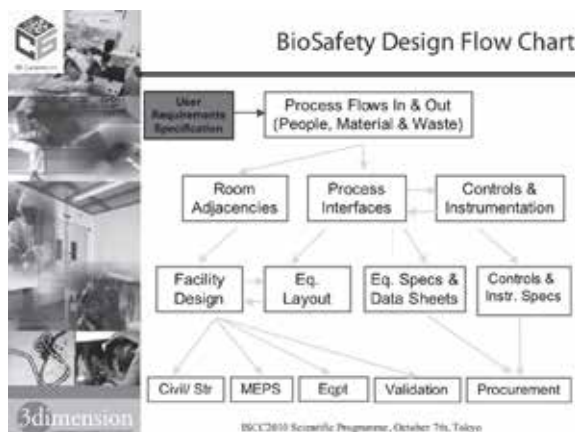 BioSafety Design Flow Chart
User
Requirements
Specification
Process Flows In & Out
(People, Material & Waste)
Room
Adjacencies
Process
Interfaces
Controls &
Instrumentation
Facility
Design
Eq.
Layout
Eq. Specs &
Data Sheets
Controls &
Instr. Specs
Civil/ Str
MEPS
Eqpt
Validation
Procurement
3dimension
ISCC2010 Scientific Programme, October 7th, Tokyo